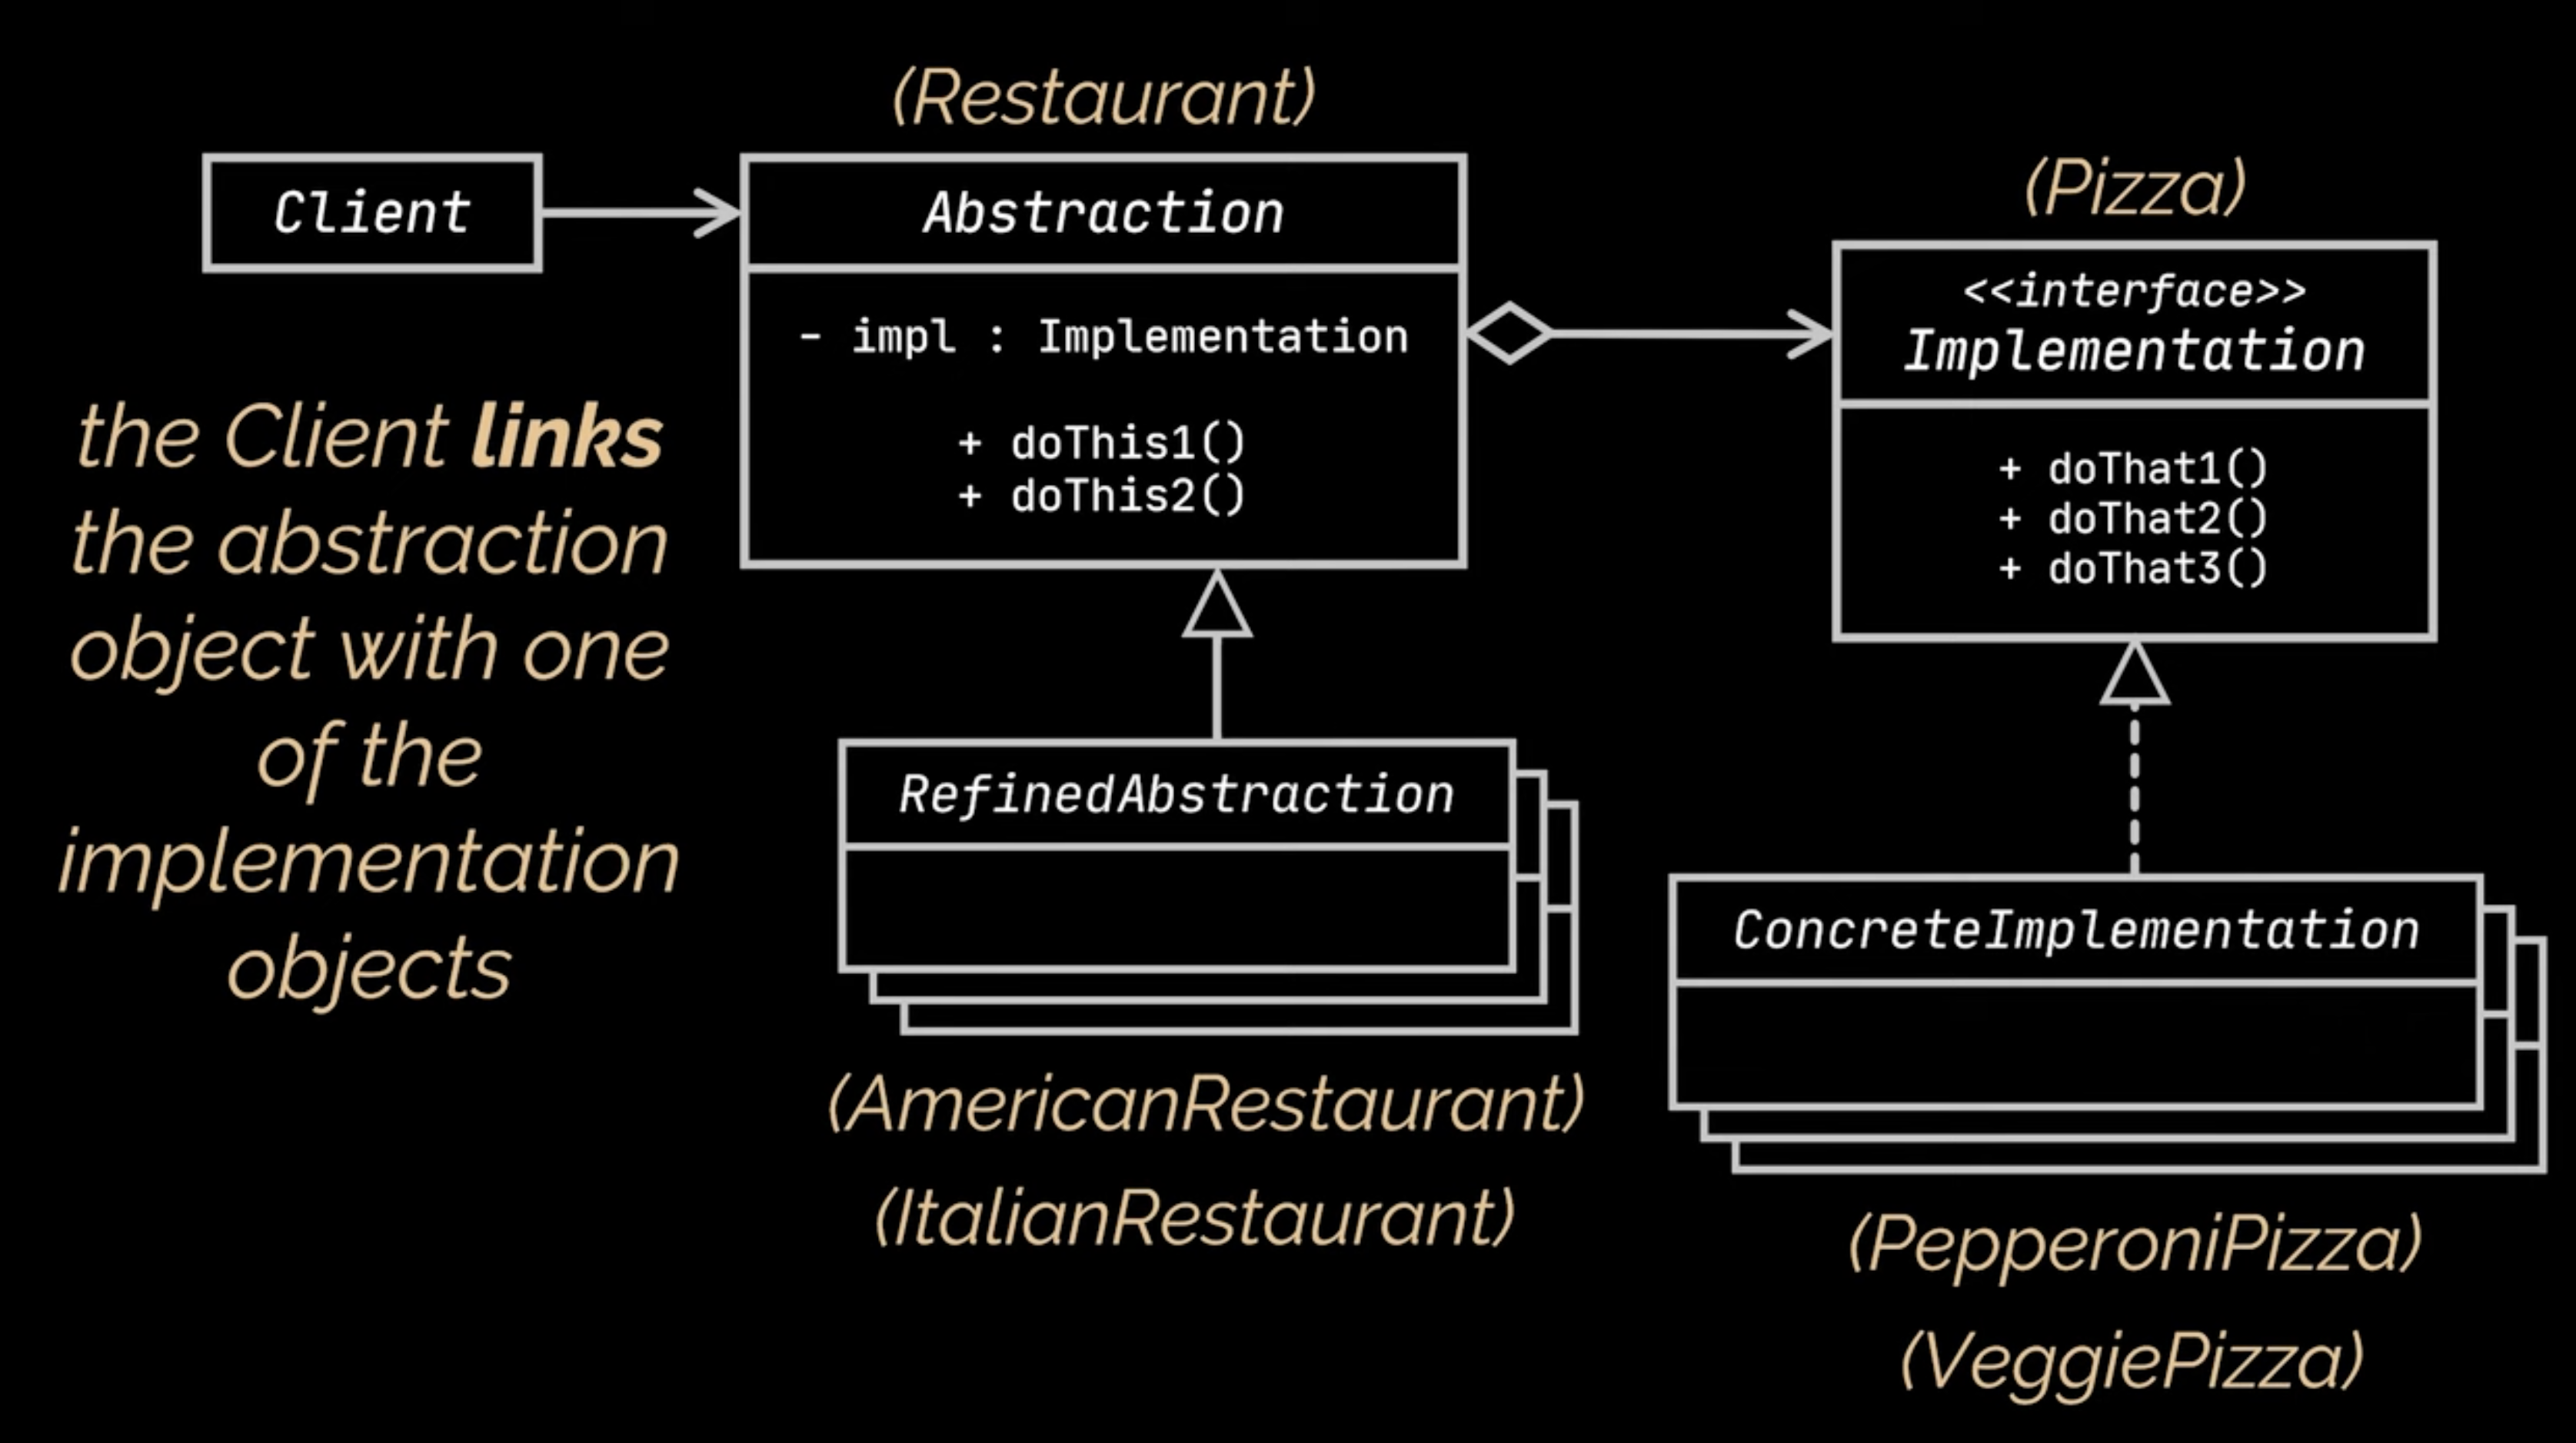 (Restaurant)
Client
Abstraction
- impl : Implementation
+ doThis1()
+ doThis2()
(Pizza)
<<interface>>
Implementation
+ doThat1()
+ doThat2()
+ doThat3()
the Client links
the abstraction
object with one
of the
implementation
objects
RefinedAbstraction
(AmericanRestaurant)
(ItalianRestaurant)
ConcreteImplementation
(PepperoniPizza)
(VeggiePizza)